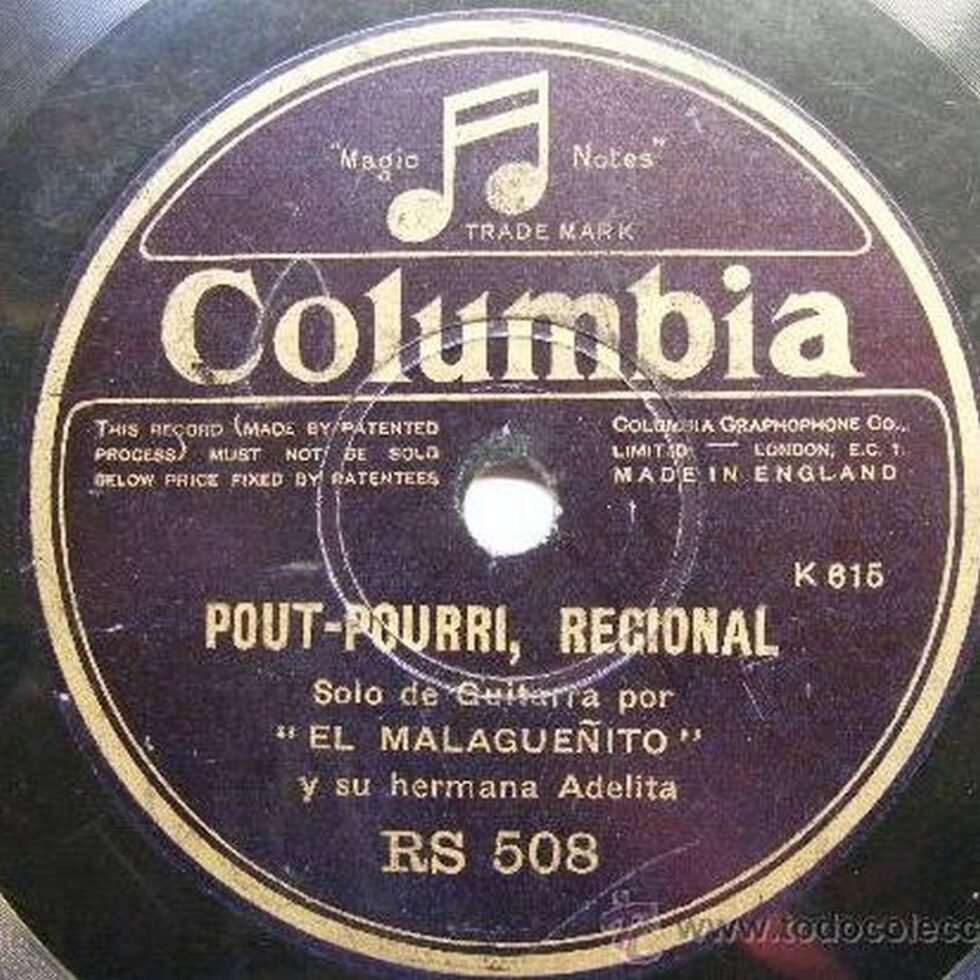 "Magic Notes"
TRADE MARK
Columbia
THIS RECORD (MADE BY PATENTED
PROCESS) MUST NOT BE SOLD
BELOW PRICE FIXED BY PATENTEES
COLUMBIA GRAPHOPHONE CO.,
LIMITED — LONDON, E.C. 1
MADE IN ENGLAND
K 615
POUT-POURRI, REGIONAL
Solo de Guitarra por
"EL MALAGUEÑITO"
y su hermana Adelita
RS 508
www.todocolecc